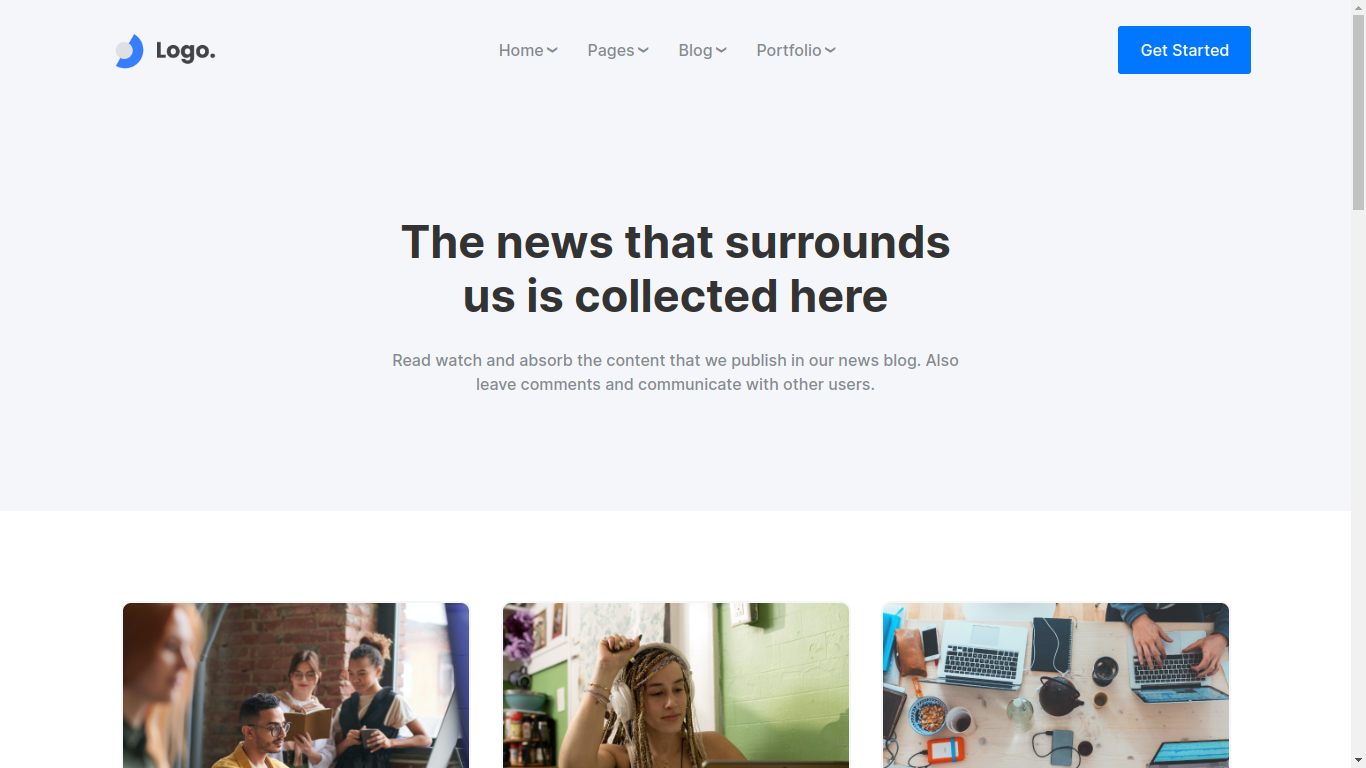 Logo.
Home
Pages
Blog
Portfolio
Get Started
The news that surrounds
us is collected here
Read watch and absorb the content that we publish in our news blog. Also
leave comments and communicate with other users.